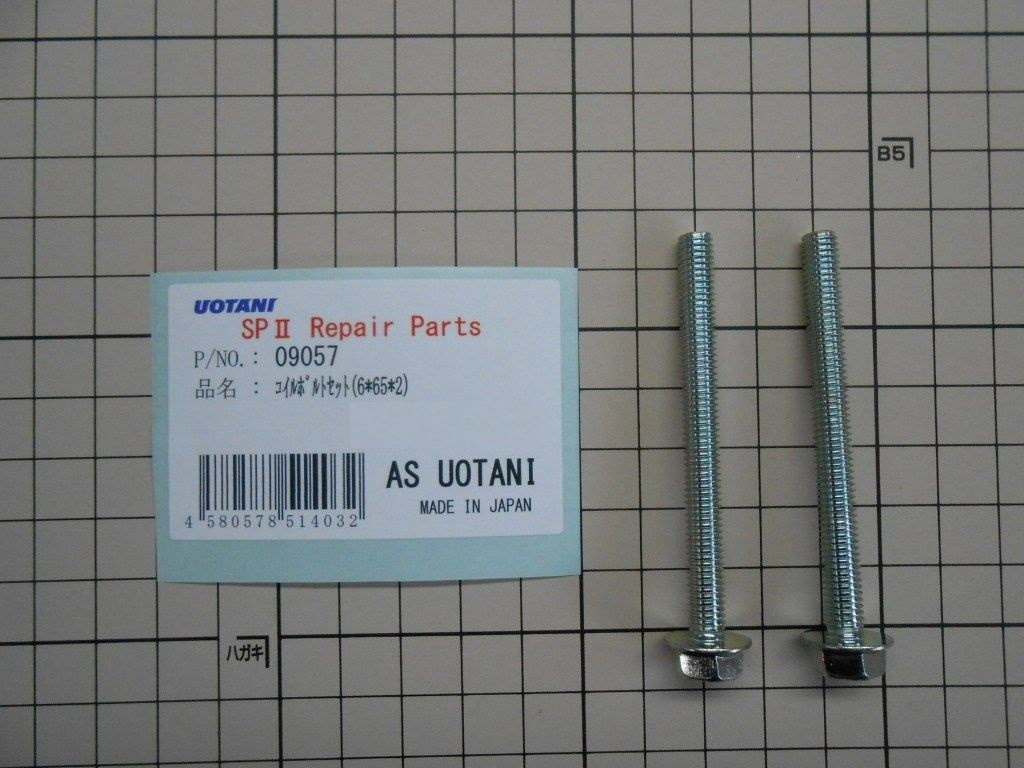 UOTANI
SPⅡ Repair Parts
P/NO.: 09057
品名 : ｺｲﾙﾎﾞﾙﾄｾｯﾄ(6*65*2)
AS UOTANI
MADE IN JAPAN
4 580578 514032
B5
ハガキ